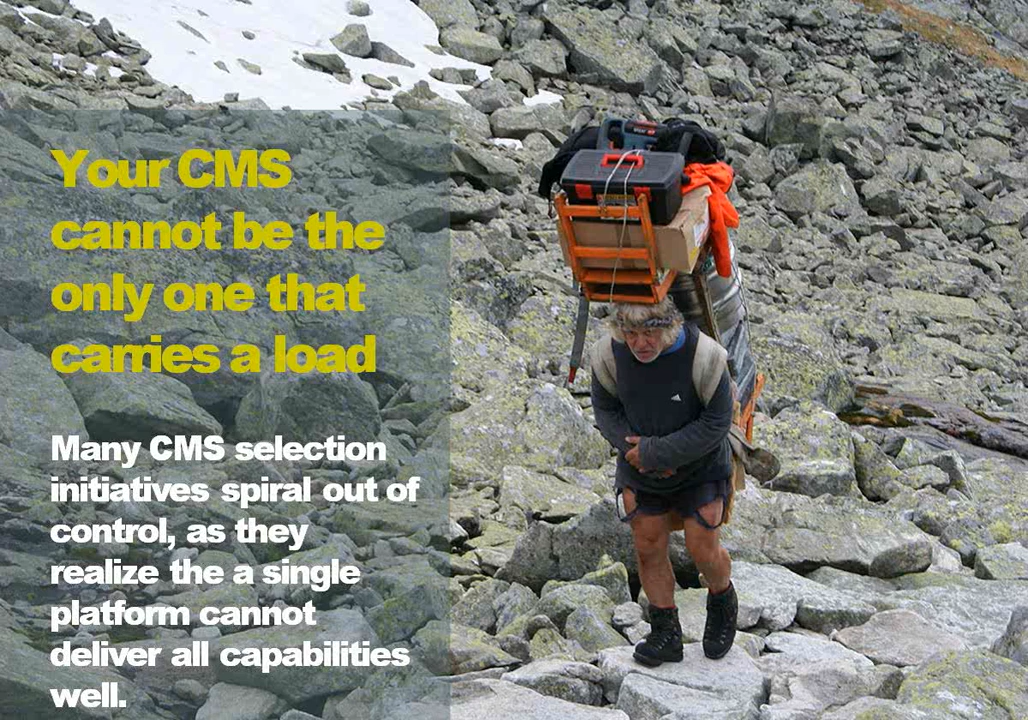 Your CMS
cannot be the
only one that
carries a load
Many CMS selection
initiatives spiral out of
control, as they
realize the a single
platform cannot
deliver all capabilities
well.